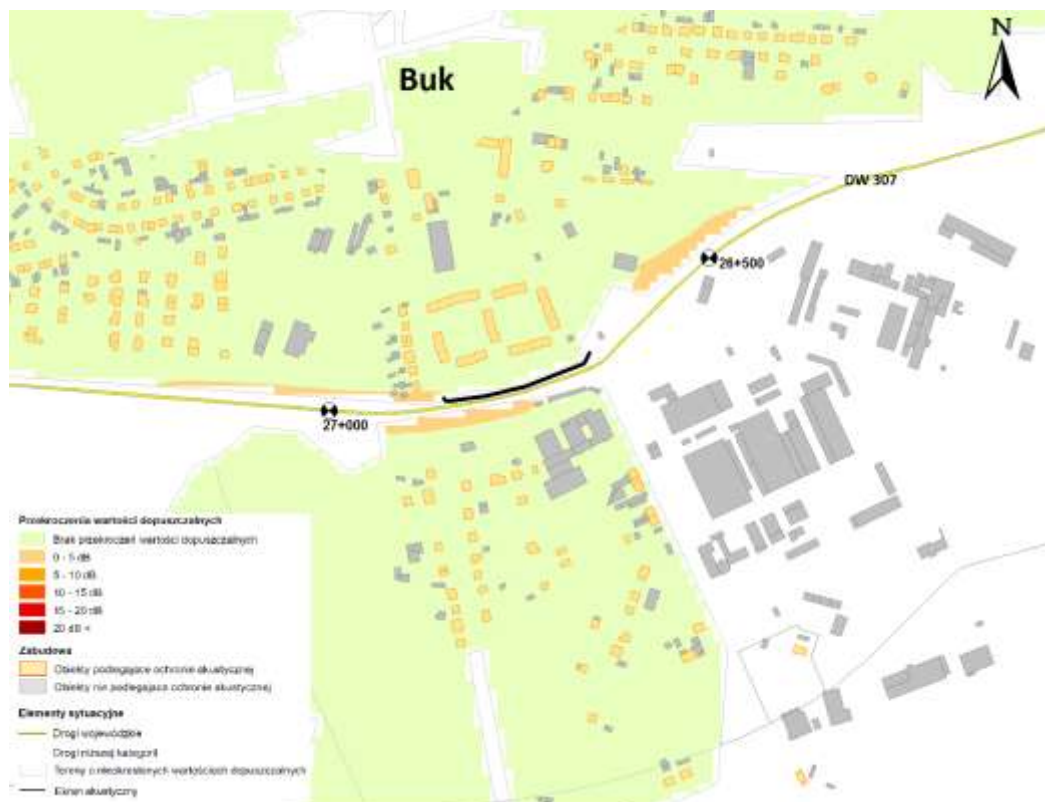 N
Buk
DW 307
26+500
27+000
Przekroczenia wartości dopuszczalnych
Brak przekroczeń wartości dopuszczalnych
0 - 5 dB
5 - 10 dB
10 - 15 dB
15 - 20 dB
20 dB <
Zabudowa
Obiekty podlegające ochronie akustycznej
Obiekty nie podlegające ochronie akustycznej
Elementy sytuacyjne
Drogi wojewódzkie
Drogi niższej kategorii
Tereny o nieokreślonych wartościach dopuszczalnych
Ekran akustyczny